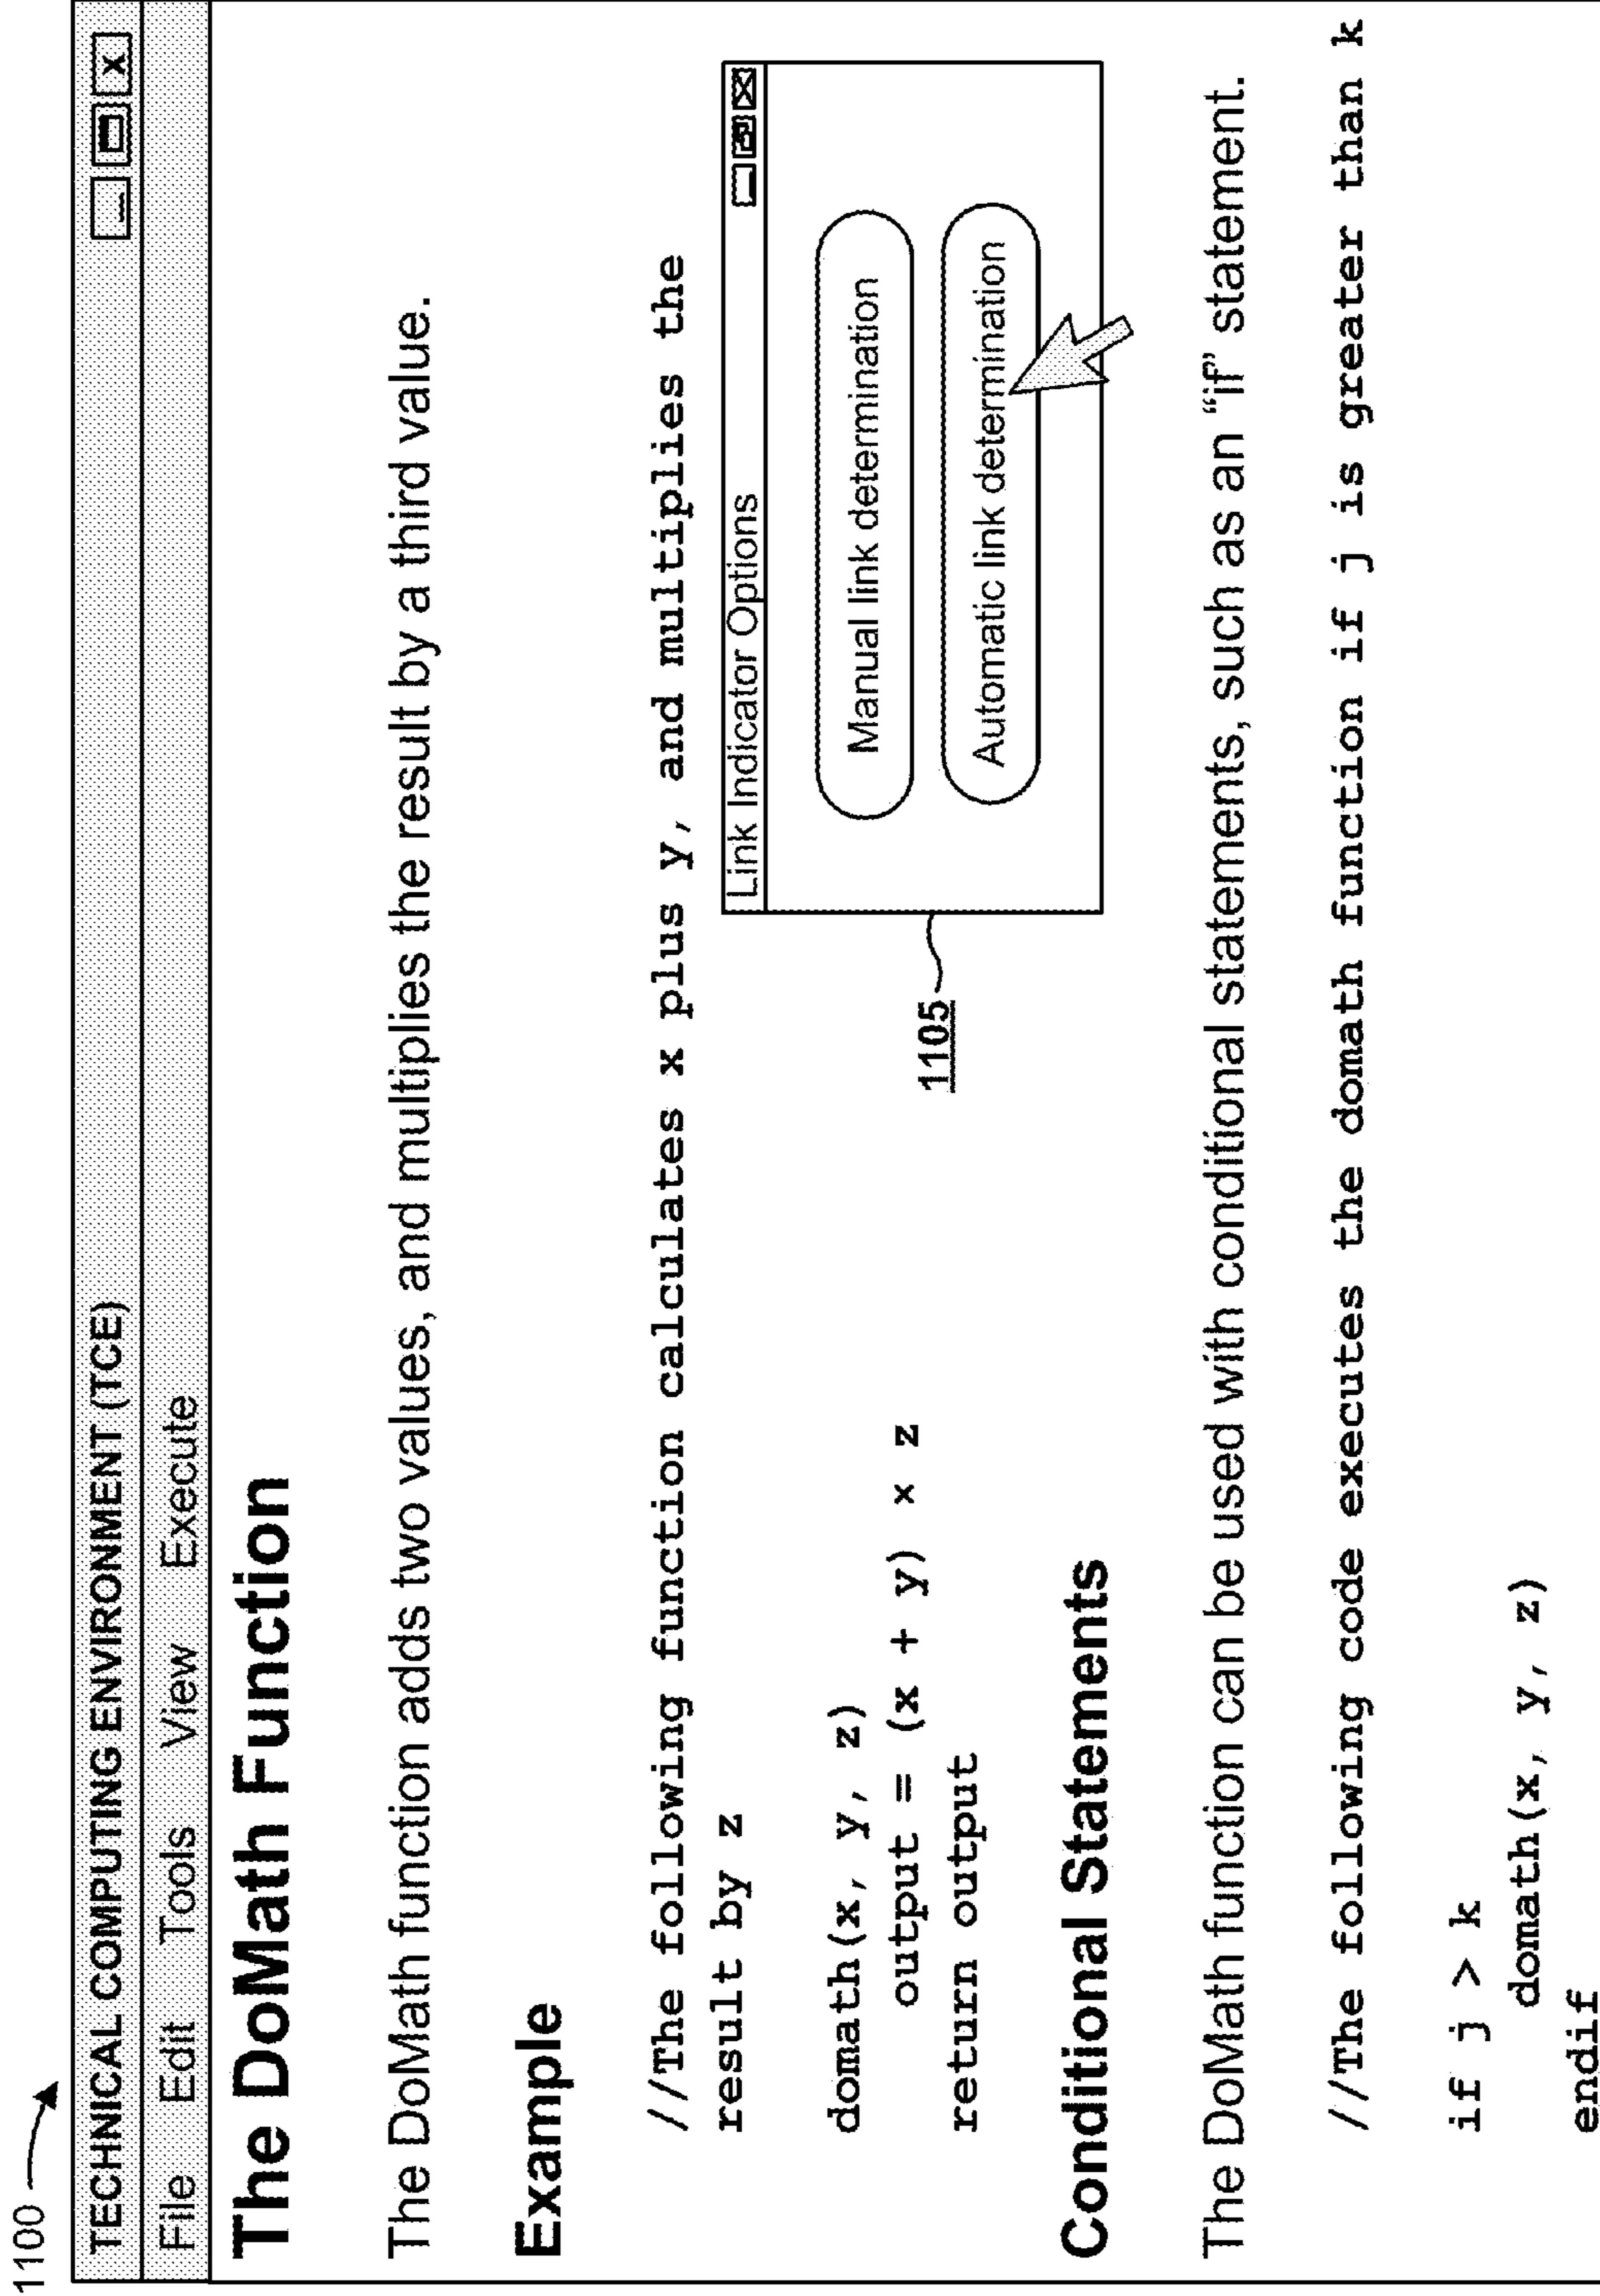 1100
TECHNICAL COMPUTING ENVIRONMENT (TCE)
File Edit Tools View Execute
The DoMath Function
The DoMath function adds two values, and multiplies the result by a third value.
Example
//The following function calculates x plus y, and multiplies the
result by z
domath(x, y, z)
output = (x + y) × z
return output
Link Indicator Options
Manual link determination
Automatic link determination
1105
Conditional Statements
The DoMath function can be used with conditional statements, such as an “if” statement.
//The following code executes the domath function if j is greater than k
if j > k
domath(x, y, z)
endif